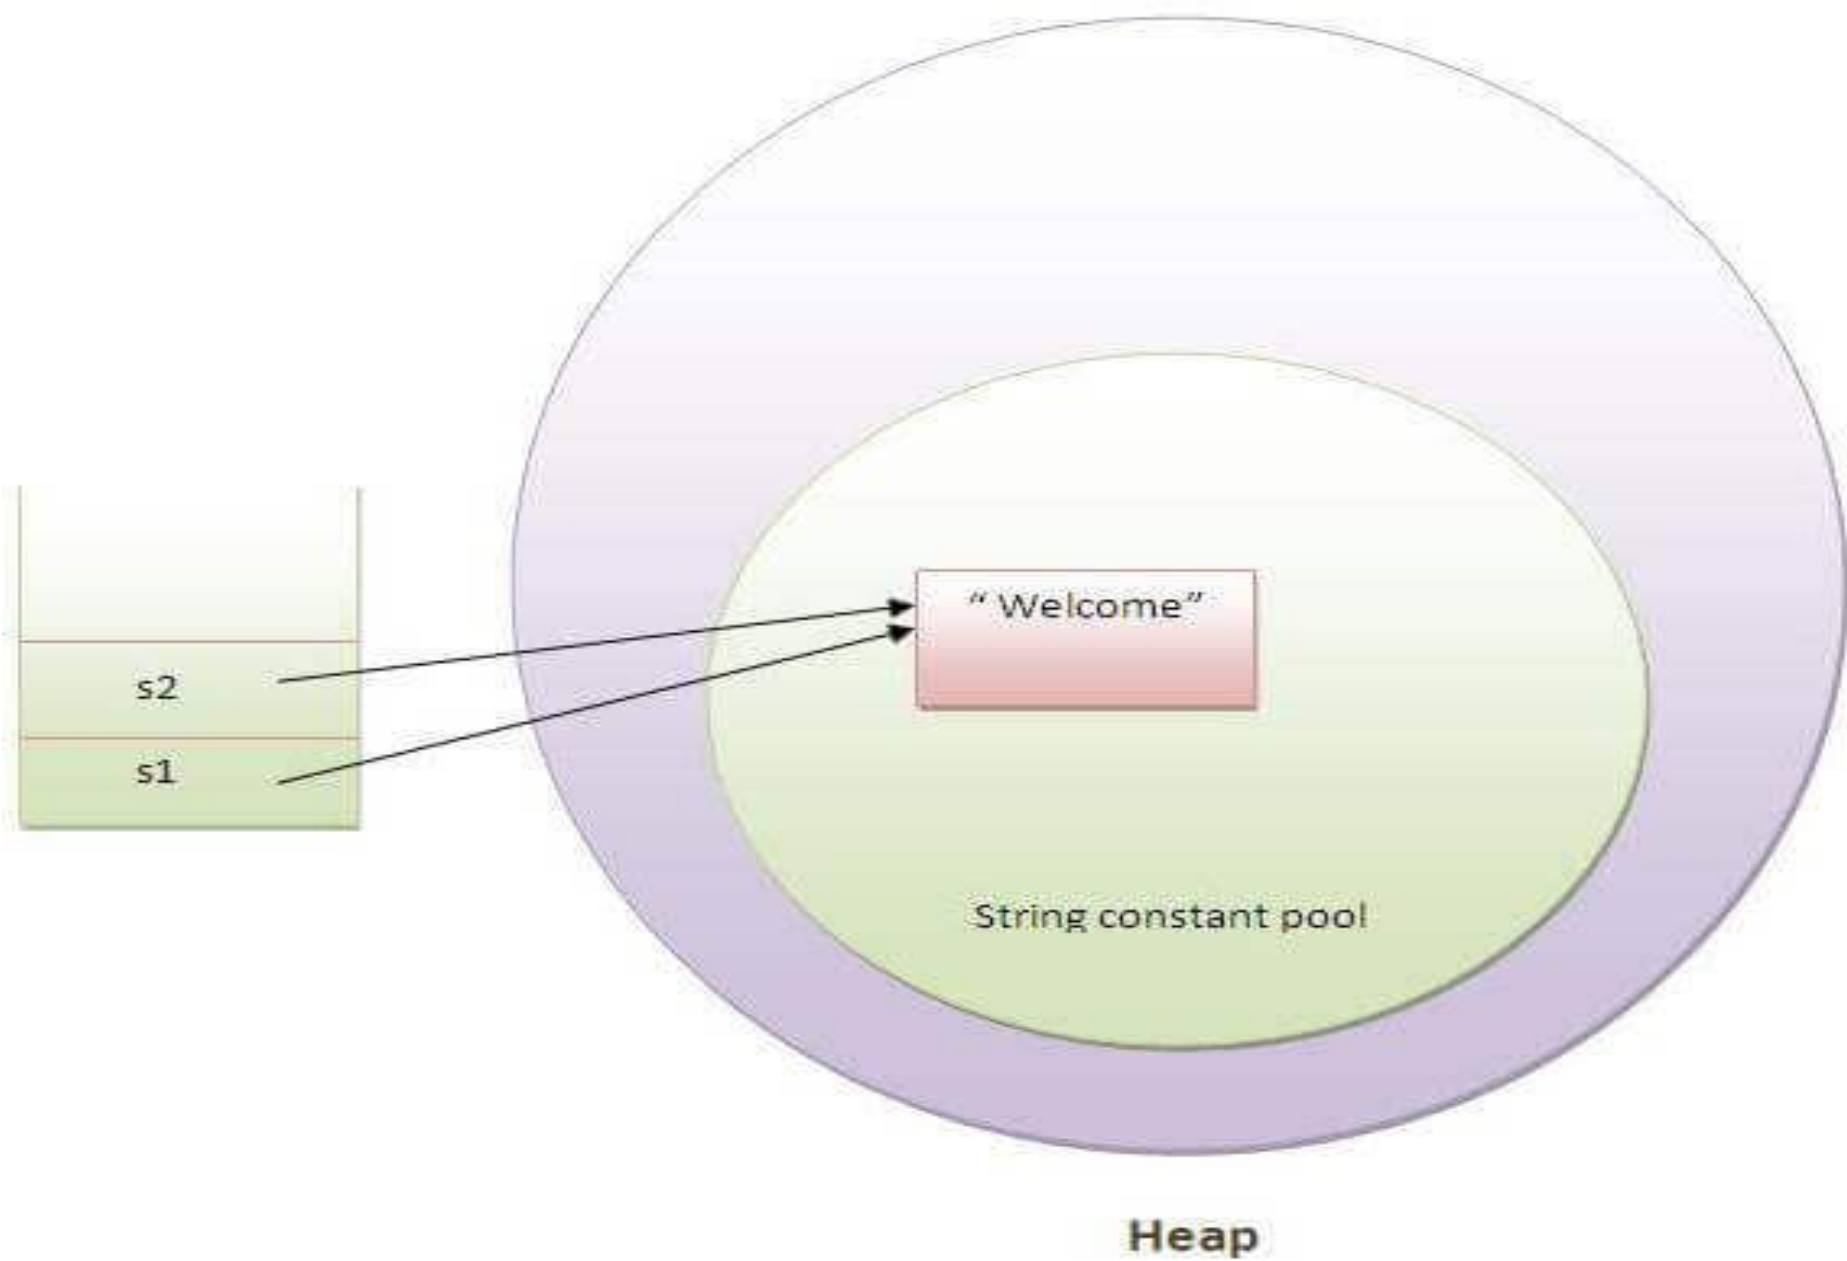 “ Welcome”
s2
s1
String constant pool
Heap